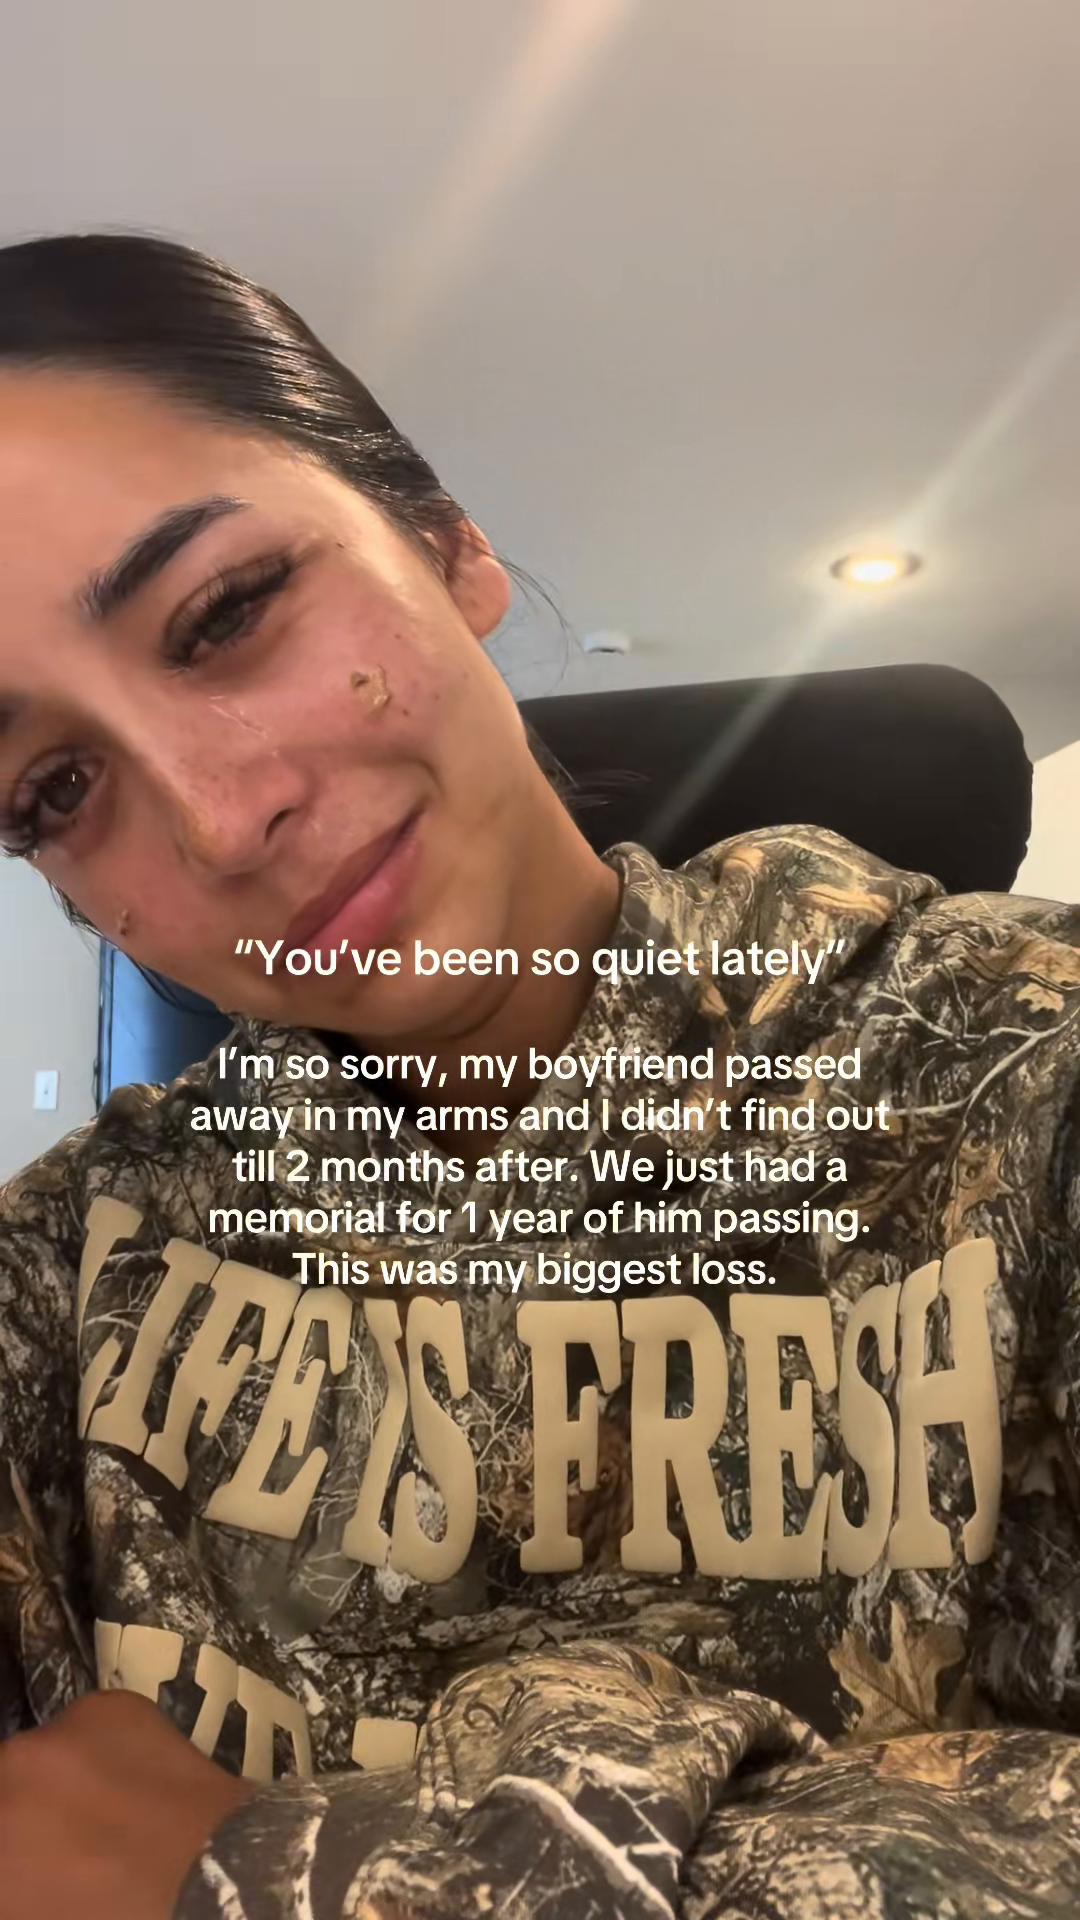 “You’ve been so quiet lately”
I’m so sorry, my boyfriend passed
away in my arms and I didn’t find out
till 2 months after. We just had a
memorial for 1 year of him passing.
This was my biggest loss.
LIFE IS FRESH